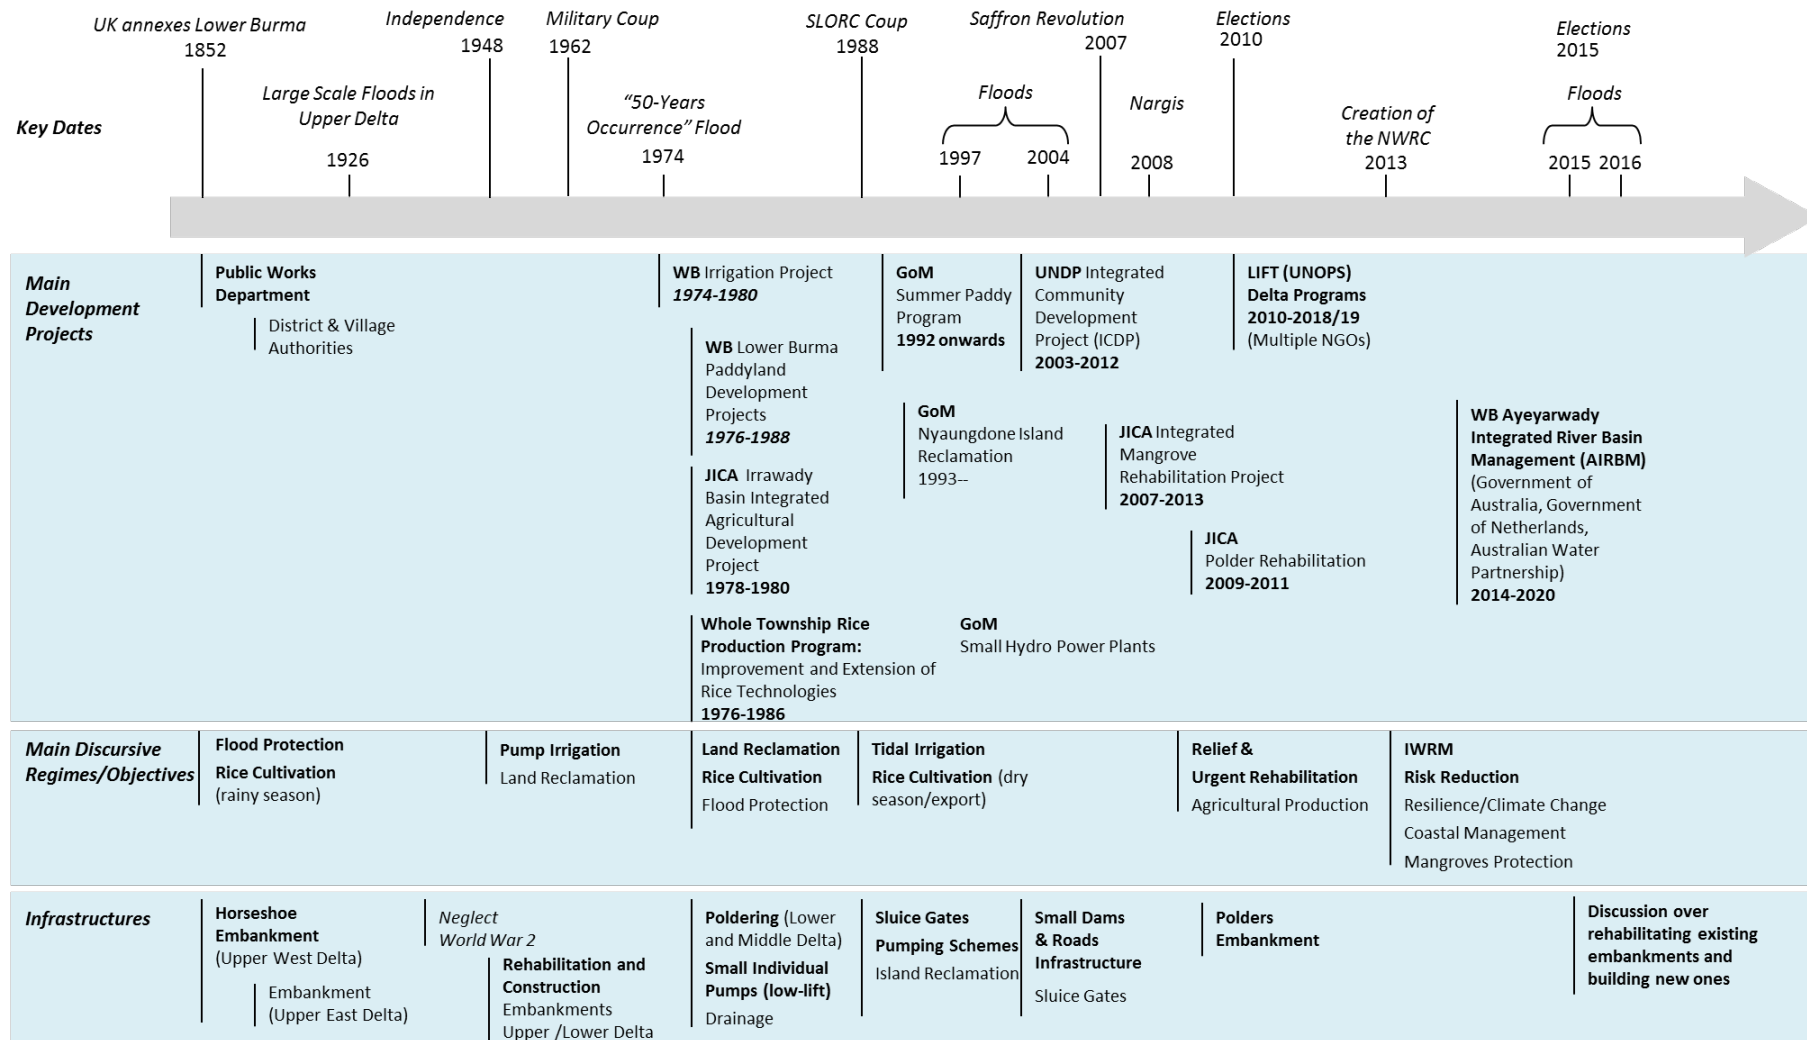 UK annexes Lower Burma
1852
Independence
1948
Military Coup
1962
SLORC Coup
1988
Saffron Revolution
2007
Elections
2010
Elections
2015
Key Dates
Large Scale Floods in
Upper Delta
1926
“50-Years
Occurrence” Flood
1974
Floods
1997
2004
Nargis
2008
Creation of
the NWRC
2013
Floods
2015
2016
Main
Development
Projects
Public Works
Department
District & Village
Authorities
WB Irrigation Project
1974-1980
WB Lower Burma
Paddyland
Development
Projects
1976-1988
JICA Irrawady
Basin Integrated
Agricultural
Development
Project
1978-1980
Whole Township Rice
Production Program:
Improvement and Extension of
Rice Technologies
1976-1986
GoM
Summer Paddy
Program
1992 onwards
GoM
Nyaungdone Island
Reclamation
1993--
GoM
Small Hydro Power Plants
UNDP Integrated
Community
Development
Project (ICDP)
2003-2012
JICA Integrated
Mangrove
Rehabilitation Project
2007-2013
JICA
Polder Rehabilitation
2009-2011
LIFT (UNOPS)
Delta Programs
2010-2018/19
(Multiple NGOs)
WB Ayeyarwady
Integrated River Basin
Management (AIRBM)
(Government of
Australia, Government
of Netherlands,
Australian Water
Partnership)
2014-2020
Main Discursive
Regimes/Objectives
Flood Protection
Rice Cultivation
(rainy season)
Pump Irrigation
Land Reclamation
Land Reclamation
Rice Cultivation
Flood Protection
Tidal Irrigation
Rice Cultivation (dry
season/export)
Relief &
Urgent Rehabilitation
Agricultural Production
IWRM
Risk Reduction
Resilience/Climate Change
Coastal Management
Mangroves Protection
Infrastructures
Horseshoe
Embankment
(Upper West Delta)
Embankment
(Upper East Delta)
Neglect
World War 2
Rehabilitation and
Construction
Embankments
Upper /Lower Delta
Poldering (Lower
and Middle Delta)
Small Individual
Pumps (low-lift)
Drainage
Sluice Gates
Pumping Schemes
Island Reclamation
Small Dams
& Roads
Infrastructure
Sluice Gates
Polders
Embankment
Discussion over
rehabilitating existing
embankments and
building new ones